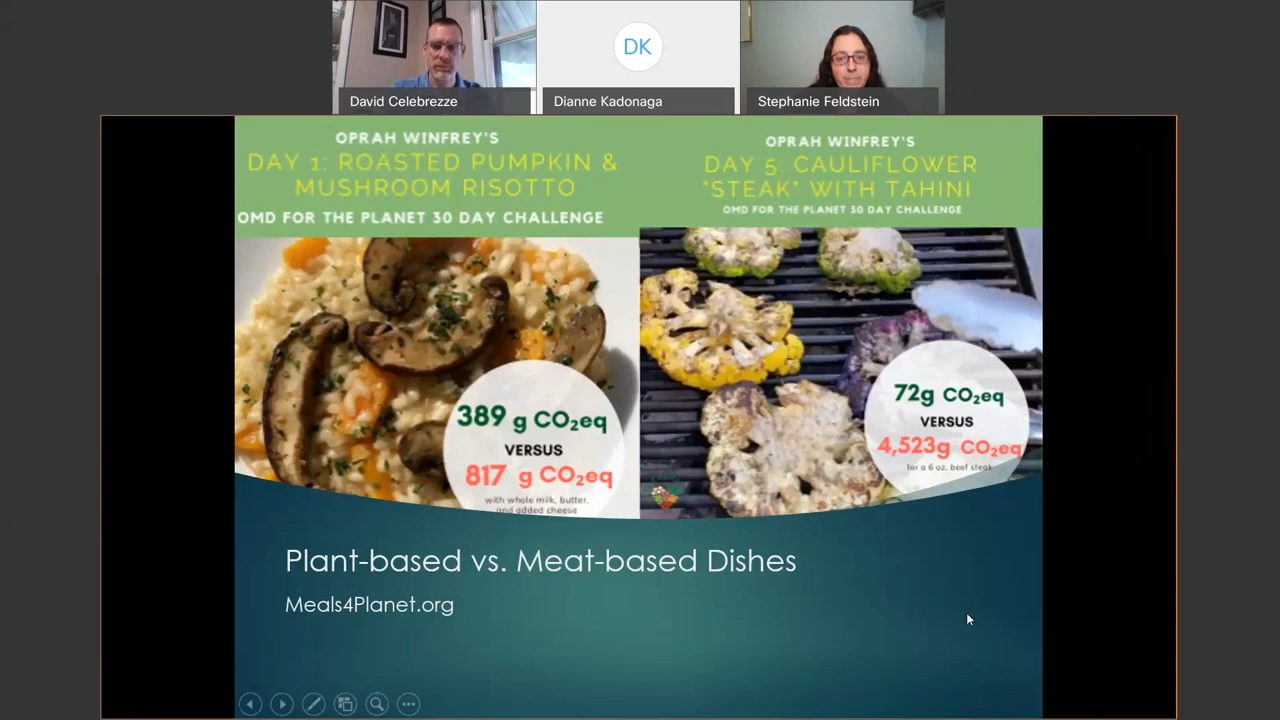 David Celebrezze
DK
Dianne Kadonaga
Stephanie Feldstein
OPRAH WINFREY'S
DAY 1: ROASTED PUMPKIN &
MUSHROOM RISOTTO
OMD FOR THE PLANET 30 DAY CHALLENGE
389 g CO₂eq
VERSUS
817 g CO₂eq
with whole milk, butter,
and added cheese
OPRAH WINFREY'S
DAY 5: CAULIFLOWER
"STEAK" WITH TAHINI
OMD FOR THE PLANET 30 DAY CHALLENGE
72g CO₂eq
VERSUS
4,523g CO₂eq
for a 6 oz. beef steak
Plant-based vs. Meat-based Dishes
Meals4Planet.org